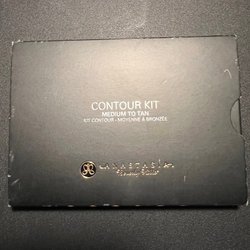 CONTOUR KIT
MEDIUM TO TAN
KIT CONTOUR - MOYENNE À BRONZÉE
ANASTASIA
Beverly Hills